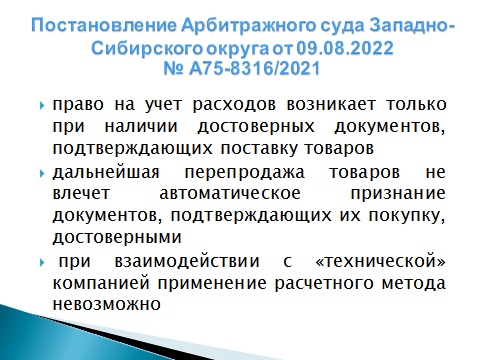 Постановление Арбитражного суда Западно-
Сибирского округа от 09.08.2022
№ А75-8316/2021
право на учет расходов возникает только
при наличии достоверных документов,
подтверждающих поставку товаров
дальнейшая перепродажа товаров не
влечет автоматическое признание
документов, подтверждающих их покупку,
достоверными
при взаимодействии с «технической»
компанией применение расчетного метода
невозможно